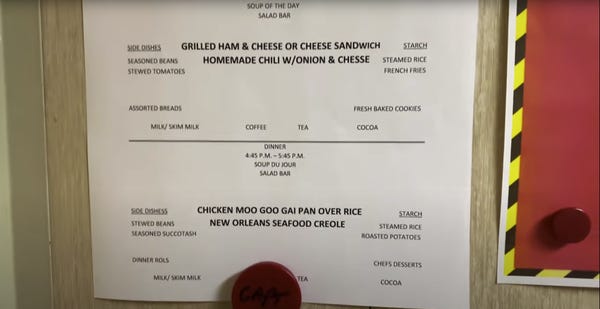 SOUP OF THE DAY
SALAD BAR
SIDE DISHES GRILLED HAM & CHEESE OR CHEESE SANDWICH STARCH
SEASONED BEANS HOMEMADE CHILI W/ONION & CHESSE STEAMED RICE
STEWED TOMATOES FRENCH FRIES
ASSORTED BREADS FRESH BAKED COOKIES
MILK/ SKIM MILK COFFEE TEA COCOA
DINNER
4:45 P.M. – 5:45 P.M.
SOUP DU JOUR
SALAD BAR
SIDE DISHESS CHICKEN MOO GOO GAI PAN OVER RICE STARCH
STEWED BEANS NEW ORLEANS SEAFOOD CREOLE STEAMED RICE
SEASONED SUCCOTASH ROASTED POTATOES
DINNER ROLS CHEFS DESSERTS
MILK/ SKIM MILK TEA COCOA